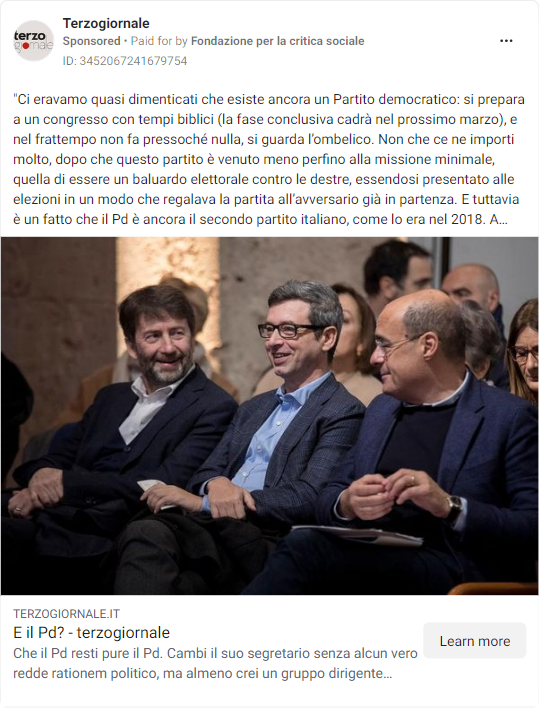 terzo
giornale
Terzogiornale
Sponsored • Paid for by Fondazione per la critica sociale
ID: 3452067241679754
"Ci eravamo quasi dimenticati che esiste ancora un Partito democratico: si prepara
a un congresso con tempi biblici (la fase conclusiva cadrà nel prossimo marzo), e
nel frattempo non fa pressoché nulla, si guarda l'ombelico. Non che ce ne importi
molto, dopo che questo partito è venuto meno perfino alla missione minimale,
quella di essere un baluardo elettorale contro le destre, essendosi presentato alle
elezioni in un modo che regalava la partita all'avversario già in partenza. E tuttavia
è un fatto che il Pd è ancora il secondo partito italiano, come lo era nel 2018. A...
TERZOGIORNALE.IT
E il Pd? - terzogiornale
Che il Pd resti pure il Pd. Cambi il suo segretario senza alcun vero
redde rationem politico, ma almeno crei un gruppo dirigente...
Learn more